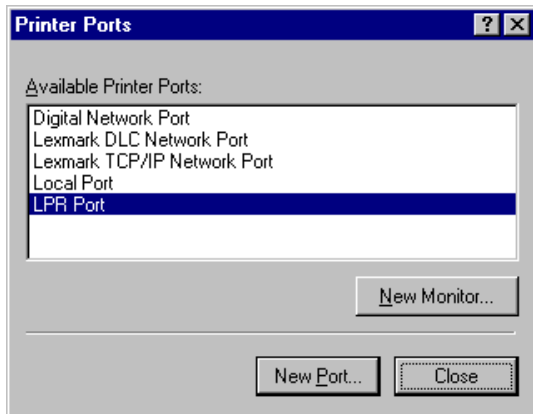 Printer Ports
Available Printer Ports:
Digital Network Port
Lexmark DLC Network Port
Lexmark TCP/IP Network Port
Local Port
LPR Port
New Monitor...
New Port...
Close